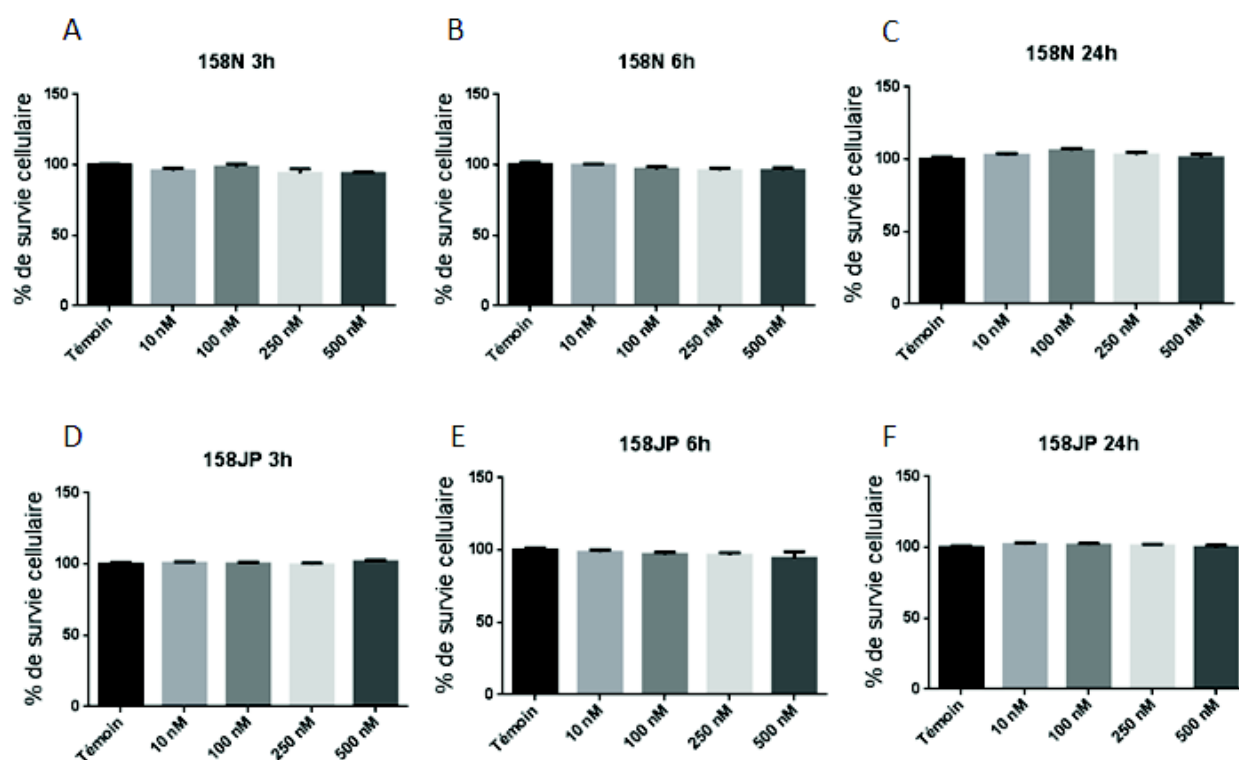 A
158N 3h
% de survie cellulaire
150
100
50
0
Témoin
10 nM
100 nM
250 nM
500 nM
B
158N 6h
% de survie cellulaire
150
100
50
0
Témoin
10 nM
100 nM
250 nM
500 nM
C
158N 24h
% de survie cellulaire
150
100
50
0
Témoin
10 nM
100 nM
250 nM
500 nM
D
158JP 3h
% de survie cellulaire
150
100
50
0
Témoin
10 nM
100 nM
250 nM
500 nM
E
158JP 6h
% de survie cellulaire
150
100
50
0
Témoin
10 nM
100 nM
250 nM
500 nM
F
158JP 24h
% de survie cellulaire
150
100
50
0
Témoin
10 nM
100 nM
250 nM
500 nM